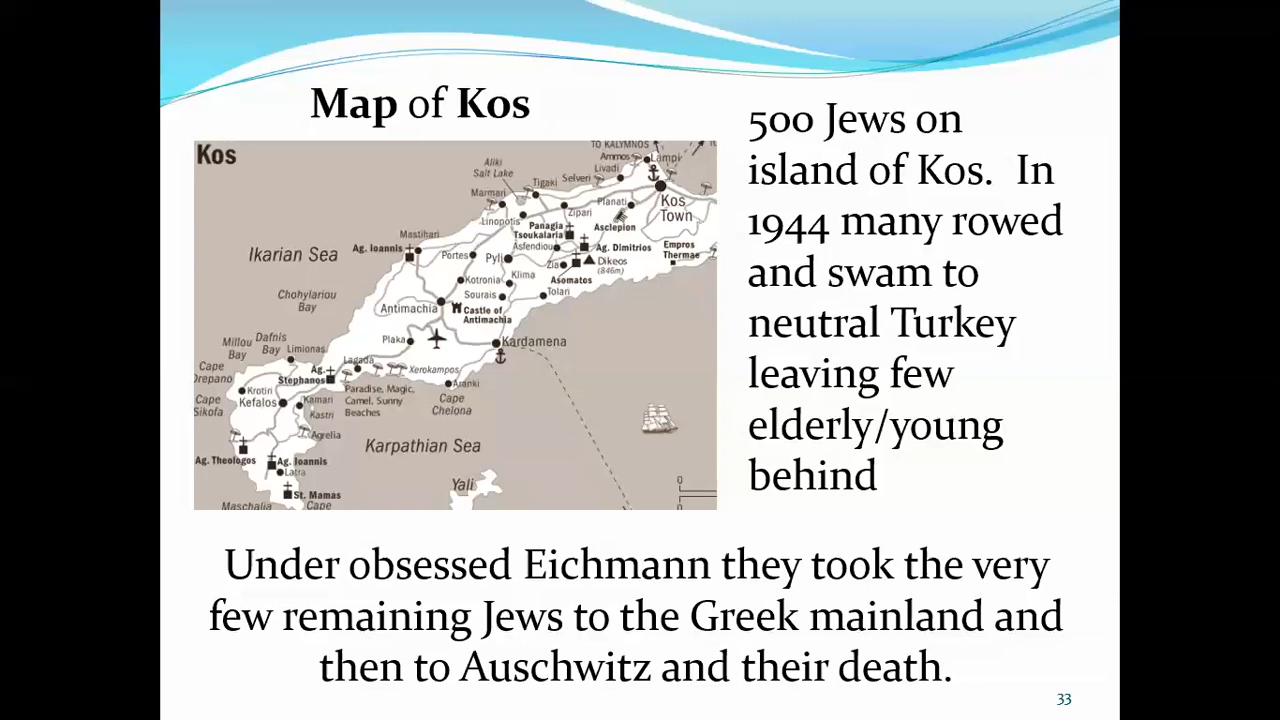 Map of Kos
500 Jews on
island of Kos.  In
1944 many rowed
and swam to
neutral Turkey
leaving few
elderly/young
behind
Kos
TO KALYMNOS
Ammos
Lampi
Livadi
Aliki
Salt Lake
Tigaki
Selveri
Marmari
Planati
Kos
Town
Linopotis
Zipari
Panagia
Tsoukalaria
Asclepion
Mastihari
Asfendiou
Ag. Dimitrios
Empros
Thermae
Ag. Ioannis
Ikarian Sea
Portes
Pyli
Zia
Dikeos
(846m)
Klima
Asomatos
Kotronia
Tolari
Sourais
Chohylariou
Bay
Antimachia
Castle of
Antimachia
Plaka
Kardamena
Dafnis
Bay
Millou
Bay
Limionas
Lagada
Cape
Drepano
Ag.
Stephanos
Xerokampos
Aranki
Krotiri
Paradise, Magic,
Camel, Sunny
Beaches
Cape
Sikofa
Kefalos
Kamari
Kastri
Cape
Chelona
Agrelia
Karpathian Sea
Ag. Theologos
Ag. Ioannis
Latra
Yali
0
St. Mamas
Maschalia
Cape
0
Under obsessed Eichmann they took the very
few remaining Jews to the Greek mainland and
then to Auschwitz and their death.
33